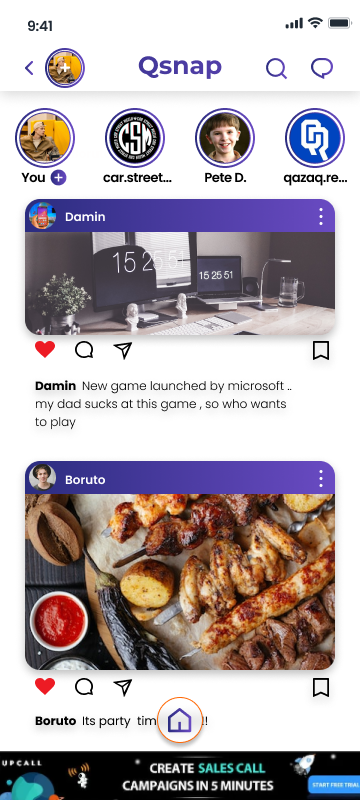 9:41
Qsnap
GSM
You
car.street...
Pete D.
qazaq.re...
Damin
15 25 51
15 25 51
Damin New game launched by microsoft ..
my dad sucks at this game , so who wants
to play
Boruto
Boruto Its party tim !!
UPCALL
CREATE SALES CALL
CAMPAIGNS IN 5 MINUTES
START FREE TRIAL